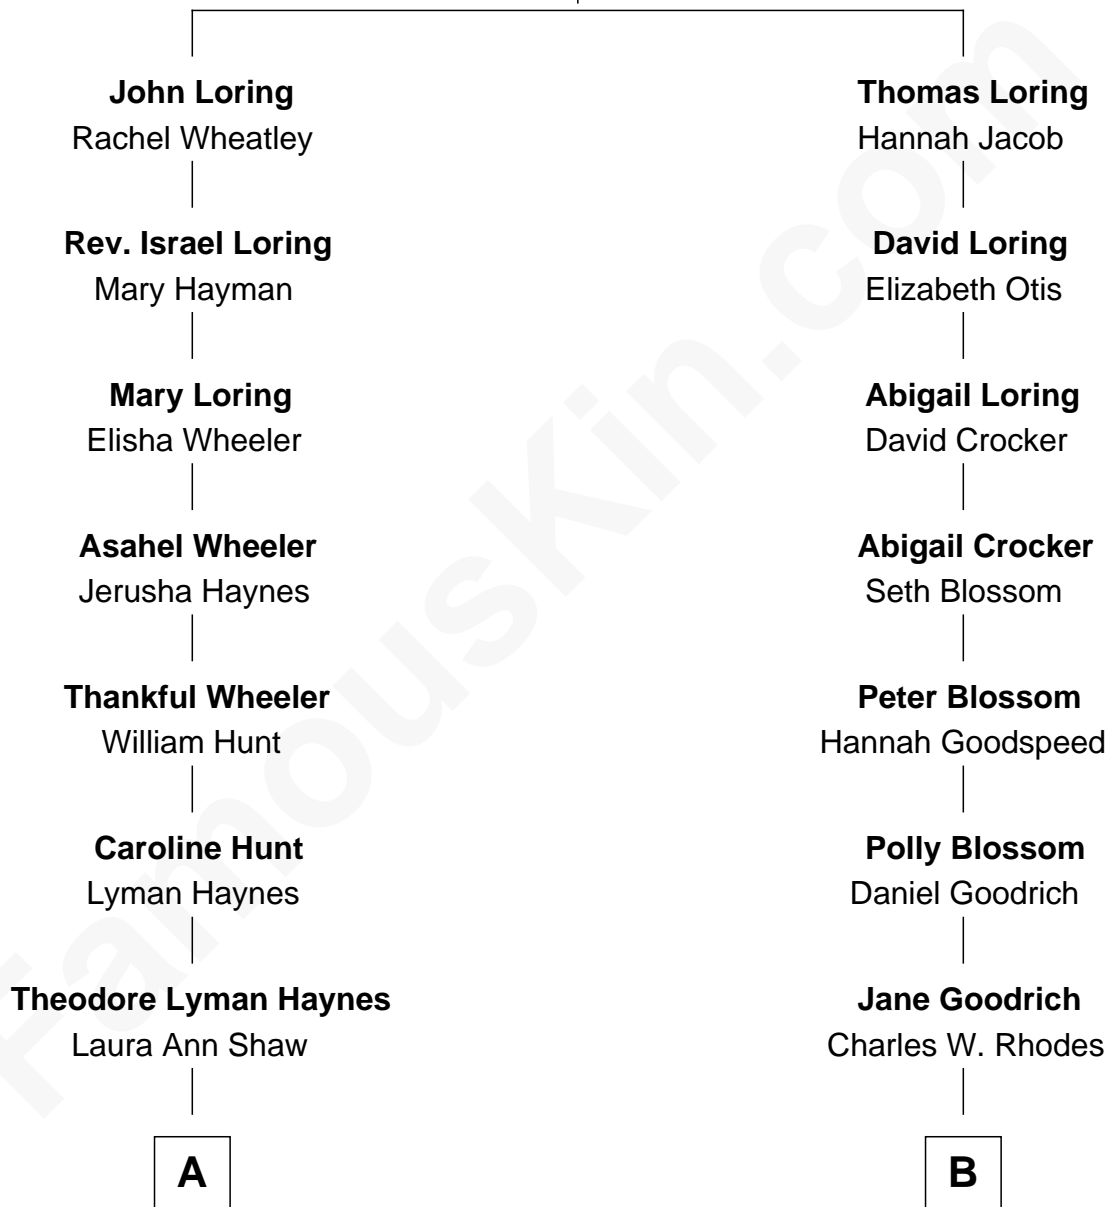 John Loring
Rachel Wheatley
Rev. Israel Loring
Mary Hayman
Mary Loring
Elisha Wheeler
Asahel Wheeler
Jerusha Haynes
Thankful Wheeler
William Hunt
Caroline Hunt
Lyman Haynes
Theodore Lyman Haynes
Laura Ann Shaw
A
Thomas Loring
Hannah Jacob
David Loring
Elizabeth Otis
Abigail Loring
David Crocker
Abigail Crocker
Seth Blossom
Peter Blossom
Hannah Goodspeed
Polly Blossom
Daniel Goodrich
Jane Goodrich
Charles W. Rhodes
B
FamousKin.com